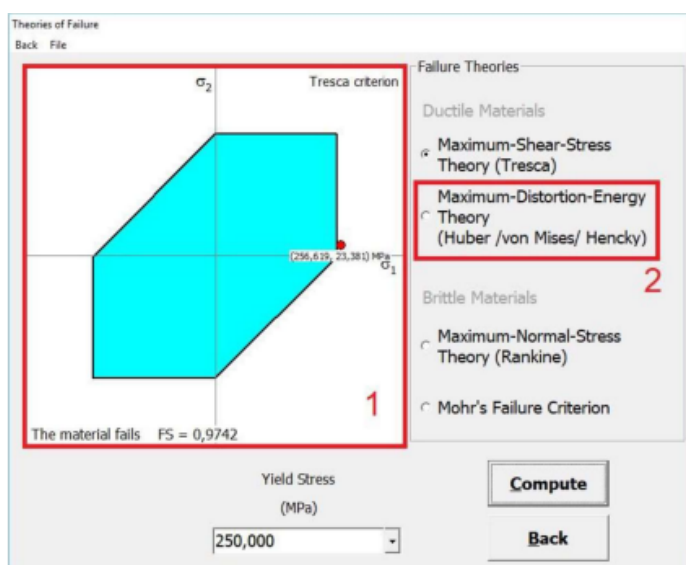 Theories of Failure
Back File
σ2
Tresca criterion
(256,619, 23,381) MPa
σ1
The material fails FS = 0,9742
1
Failure Theories
Ductile Materials
Maximum-Shear-Stress
Theory (Tresca)
Maximum-Distortion-Energy
Theory
(Huber /von Mises/ Hencky)
2
Brittle Materials
Maximum-Normal-Stress
Theory (Rankine)
Mohr's Failure Criterion
Yield Stress
(MPa)
250,000
Compute
Back